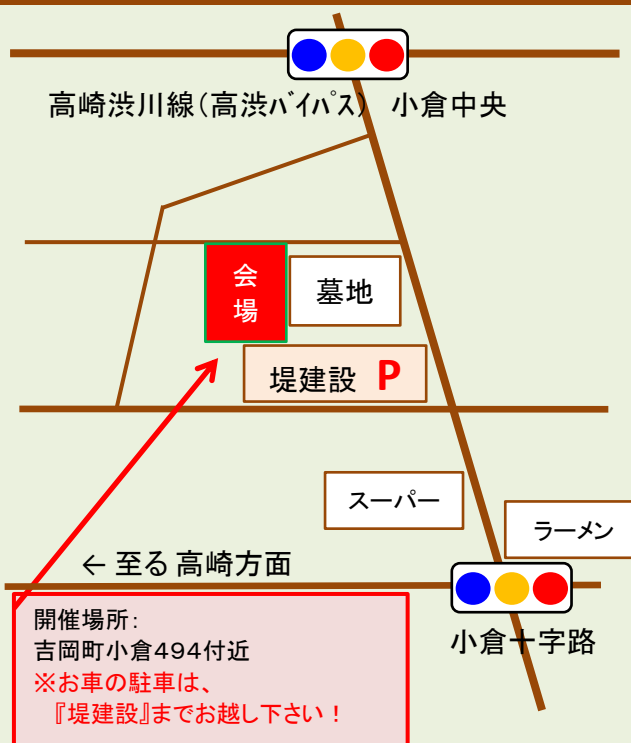 高崎渋川線(高渋ﾊﾞｲﾊﾟｽ) 小倉中央
会場
墓地
堤建設 P
スーパー
ラーメン
← 至る 高崎方面
小倉十字路
開催場所:
吉岡町小倉494付近
※お車の駐車は、
『堤建設』までお越し下さい！